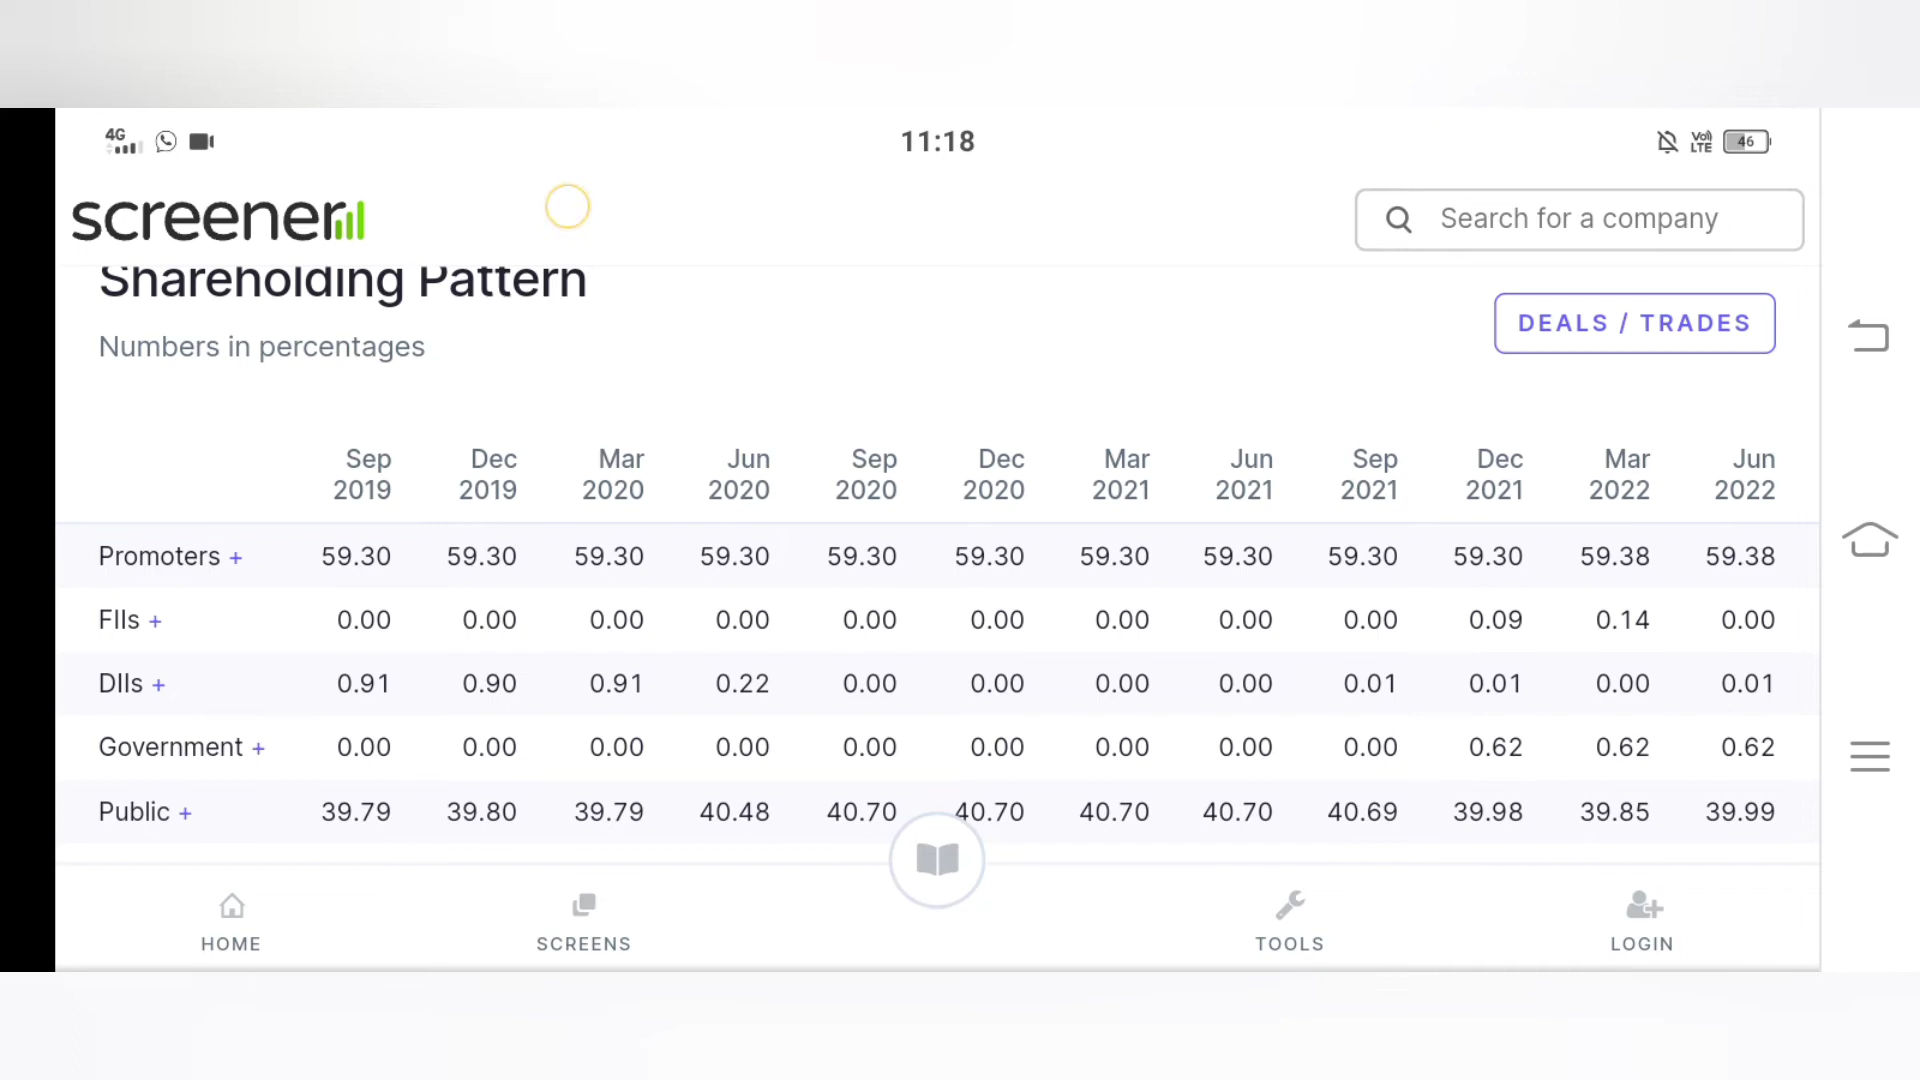 4G 11:18 Vol) LTE 46
screener Search for a company
Shareholding Pattern
DEALS / TRADES
Numbers in percentages
Sep Dec Mar Jun Sep Dec Mar Jun Sep Dec Mar Jun
2019 2019 2020 2020 2020 2020 2021 2021 2021 2021 2022 2022
Promoters + 59.30 59.30 59.30 59.30 59.30 59.30 59.30 59.30 59.30 59.30 59.38 59.38
FIIs + 0.00 0.00 0.00 0.00 0.00 0.00 0.00 0.00 0.00 0.09 0.14 0.00
DIIs + 0.91 0.90 0.91 0.22 0.00 0.00 0.00 0.00 0.01 0.01 0.00 0.01
Government + 0.00 0.00 0.00 0.00 0.00 0.00 0.00 0.00 0.00 0.62 0.62 0.62
Public + 39.79 39.80 39.79 40.48 40.70 40.70 40.70 40.70 40.69 39.98 39.85 39.99
HOME SCREENS TOOLS LOGIN